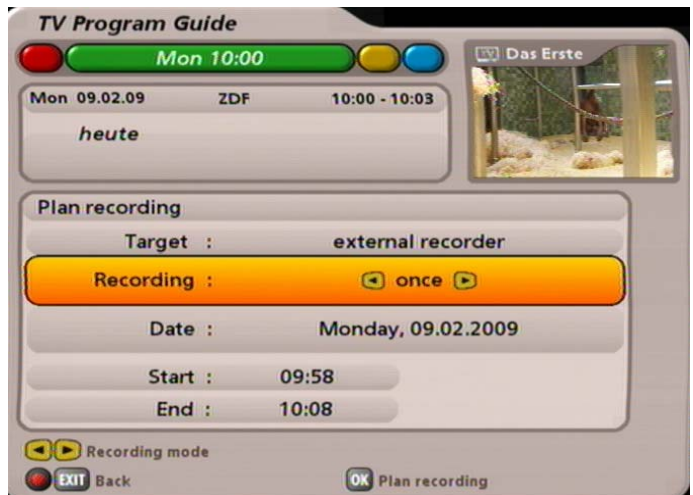 TV Program Guide
Mon 10:00
TV Das Erste
Mon 09.02.09 ZDF 10:00 - 10:03
heute
Plan recording
Target : external recorder
Recording : once
Date : Monday, 09.02.2009
Start : 09:58
End : 10:08
Recording mode
EXIT Back OK Plan recording